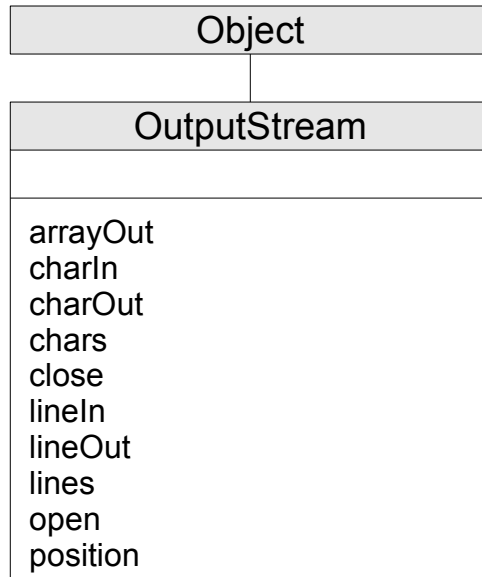 Object
OutputStream
arrayOut
charIn
charOut
chars
close
lineIn
lineOut
lines
open
position